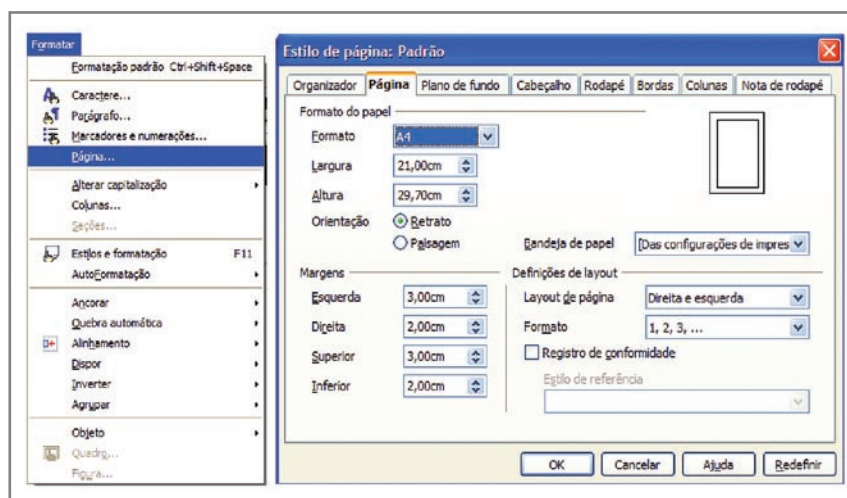 Formatar
Formatação padrão Ctrl+Shift+Space
Caractere...
Parágrafo...
Marcadores e numerações...
Página...
Alterar capitalização
Colunas...
Seções...
Estilos e formatação F11
AutoFormatação
Ancorar
Quebra automática
Alinhamento
Dispor
Inverter
Agrupar
Objeto
Quadro...
Figura...
Estilo de página: Padrão
Organizador Página Plano de fundo Cabeçalho Rodapé Bordas Colunas Nota de rodapé
Formato do papel
Formato A4
Largura 21,00cm
Altura 29,70cm
Orientação Retrato
Paisagem Bandeja de papel [Das configurações de impres
Margens Definições de layout
Esquerda 3,00cm Layout de página Direita e esquerda
Direita 2,00cm Formato 1, 2, 3, ...
Superior 3,00cm Registro de conformidade
Inferior 2,00cm Estilo de referência
OK Cancelar Ajuda Redefinir